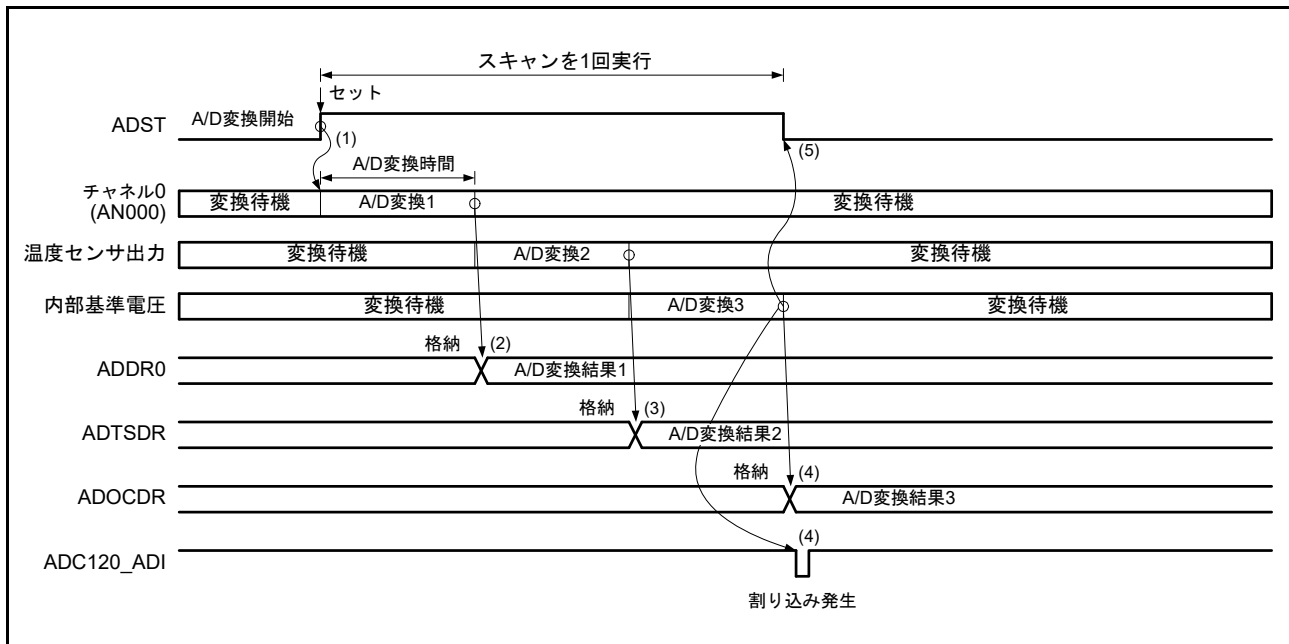 スキャンを1回実行
セット
ADST
A/D変換開始
(1)
(5)
A/D変換時間
チャネル0
(AN000)
変換待機
A/D変換1
変換待機
温度センサ出力
変換待機
A/D変換2
変換待機
内部基準電圧
変換待機
A/D変換3
変換待機
格納
(2)
ADDR0
A/D変換結果1
格納
(3)
ADTSDR
A/D変換結果2
格納
(4)
ADOCDR
A/D変換結果3
(4)
ADC120_ADI
割り込み発生